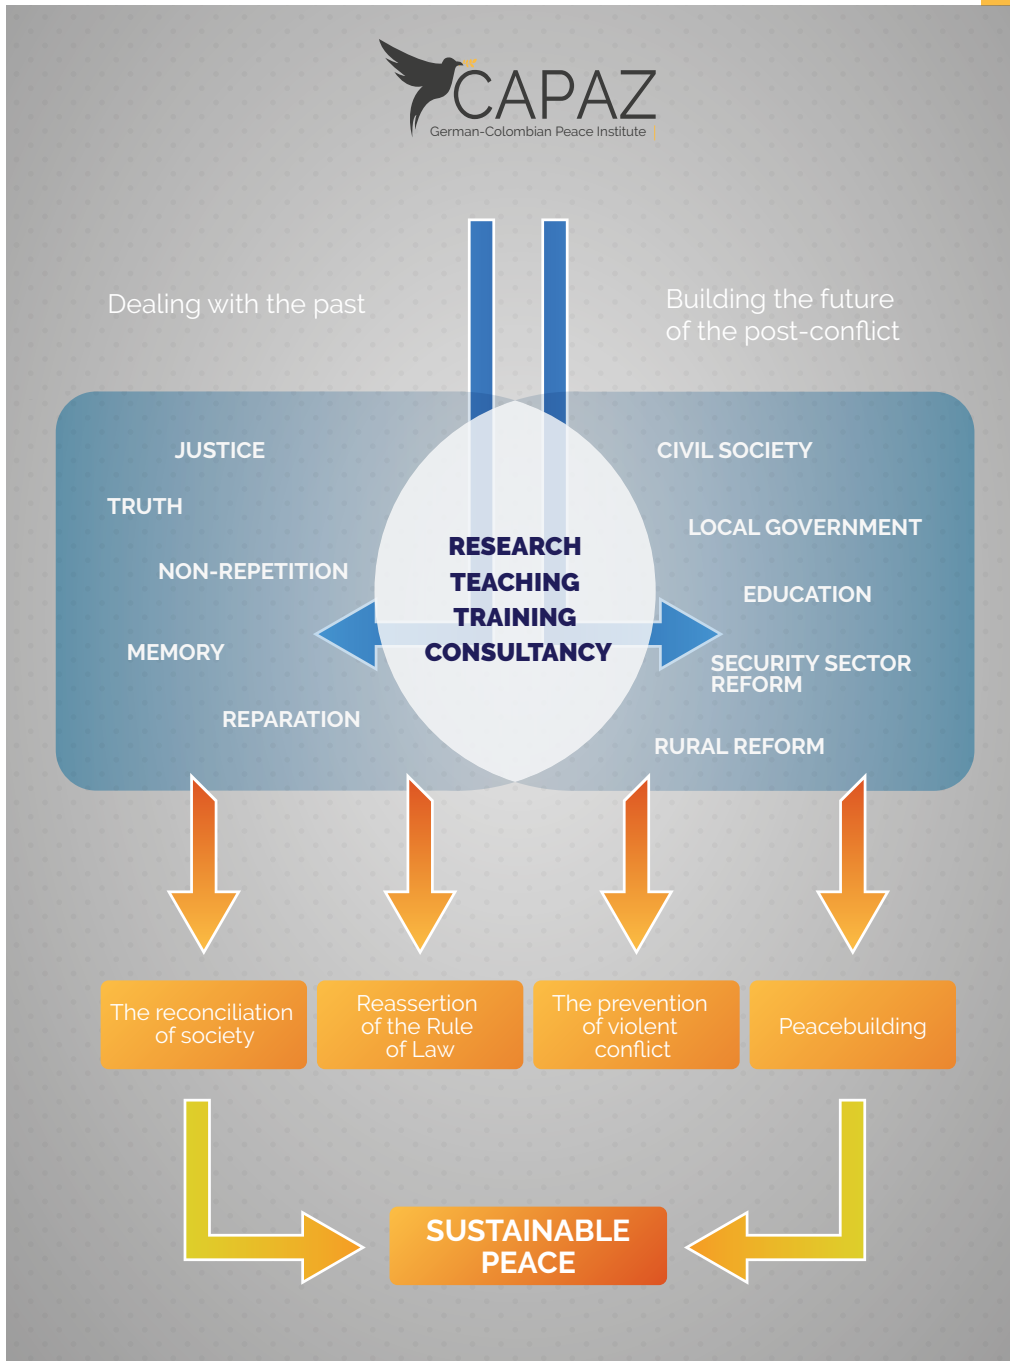 CAPAZ
German-Colombian Peace Institute
Dealing with the past
Building the future
of the post-conflict
JUSTICE
TRUTH
NON-REPETITION
MEMORY
REPARATION
RESEARCH
TEACHING
TRAINING
CONSULTANCY
CIVIL SOCIETY
LOCAL GOVERNMENT
EDUCATION
SECURITY SECTOR
REFORM
RURAL REFORM
The reconciliation
of society
Reassertion
of the Rule
of Law
The prevention
of violent
conflict
Peacebuilding
SUSTAINABLE
PEACE